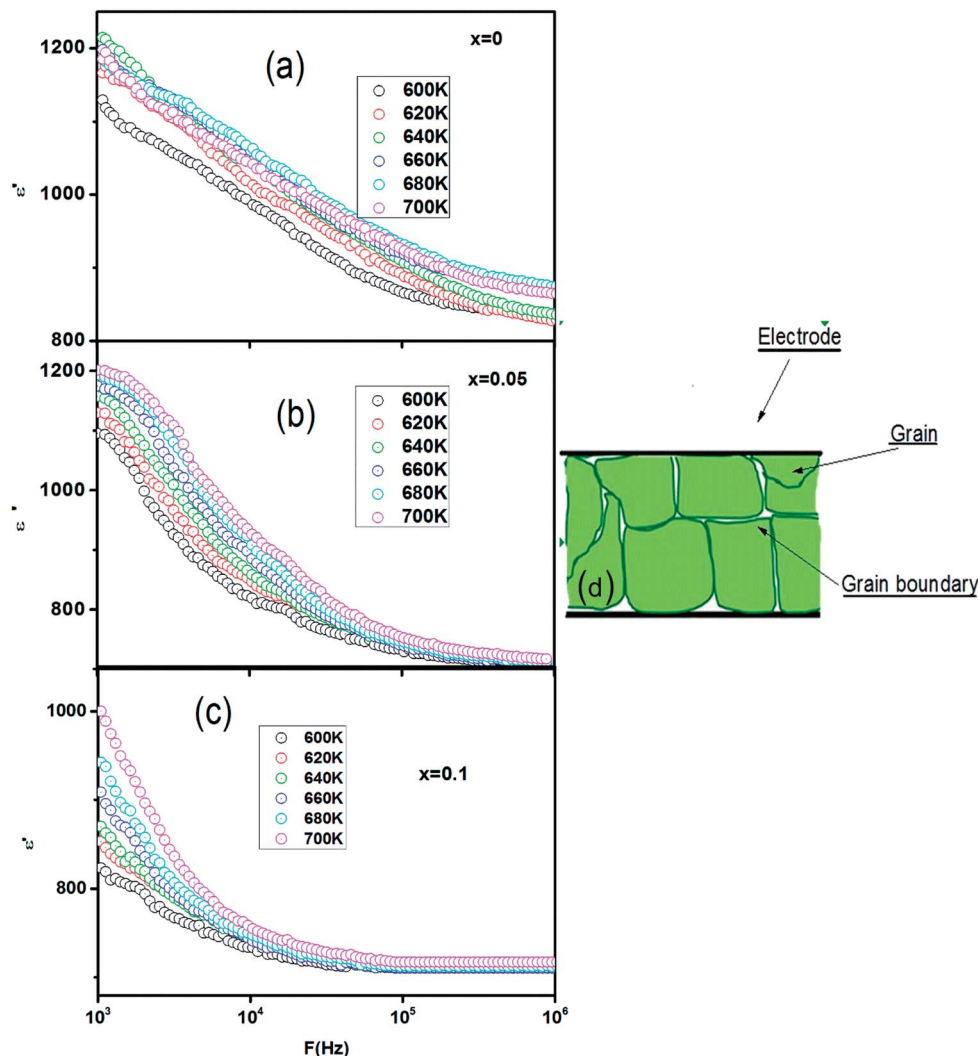 (a)
x=0
600K
620K
640K
660K
680K
700K
1200
1000
800
ε'
(b)
x=0.05
600K
620K
640K
660K
680K
700K
1200
1000
800
ε'
(c)
x=0.1
600K
620K
640K
660K
680K
700K
1000
800
ε'
10³ 10⁴ 10⁵ 10⁶
F(Hz)
Electrode
Grain
(d)
Grain boundary